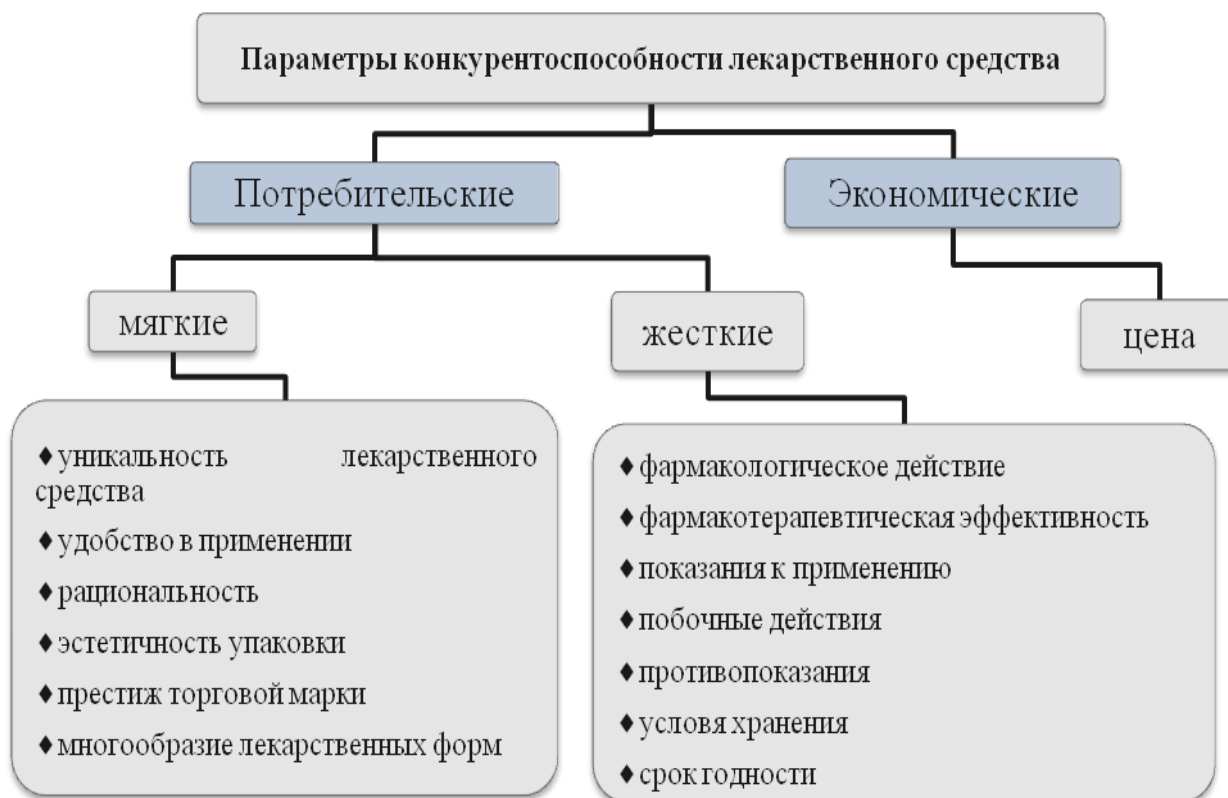 Параметры конкурентоспособности лекарственного средства
Потребительские
Экономические
мягкие
жесткие
цена
♦ уникальность лекарственного
средства
♦ удобство в применении
♦ рациональность
♦ эстетичность упаковки
♦ престиж торговой марки
♦ многообразие лекарственных форм
♦ фармакологическое действие
♦ фармакотерапевтическая эффективность
♦ показания к применению
♦ побочные действия
♦ противопоказания
♦ условя хранения
♦ срок годности